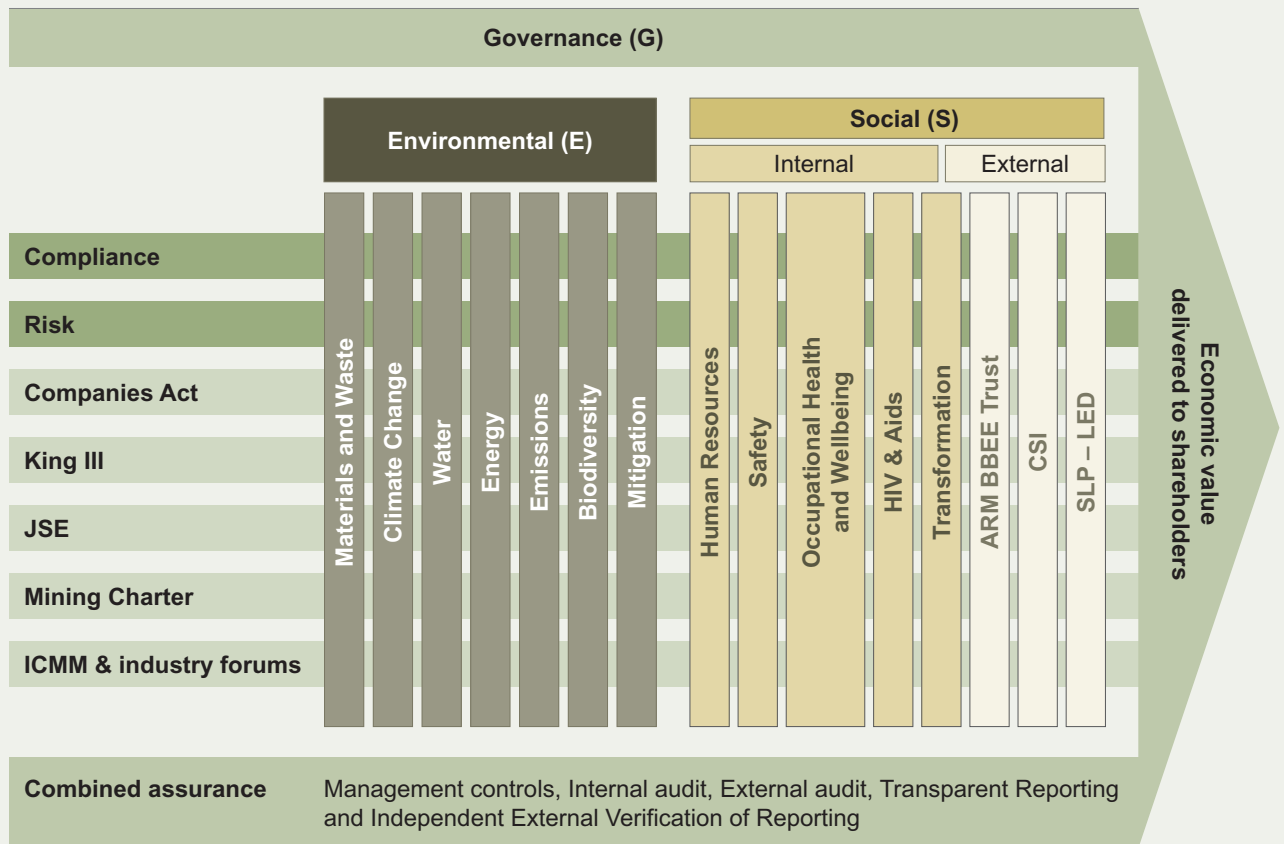 Governance (G)
Environmental (E)
Social (S)
Internal
External
Compliance
Risk
Companies Act
King III
JSE
Mining Charter
ICMM & industry forums
Materials and Waste
Climate Change
Water
Energy
Emissions
Biodiversity
Mitigation
Human Resources
Safety
Occupational Health
and Wellbeing
HIV & Aids
Transformation
ARM BBEE Trust
CSI
SLP – LED
Economic value
delivered to shareholders
Combined assurance
Management controls, Internal audit, External audit, Transparent Reporting
and Independent External Verification of Reporting